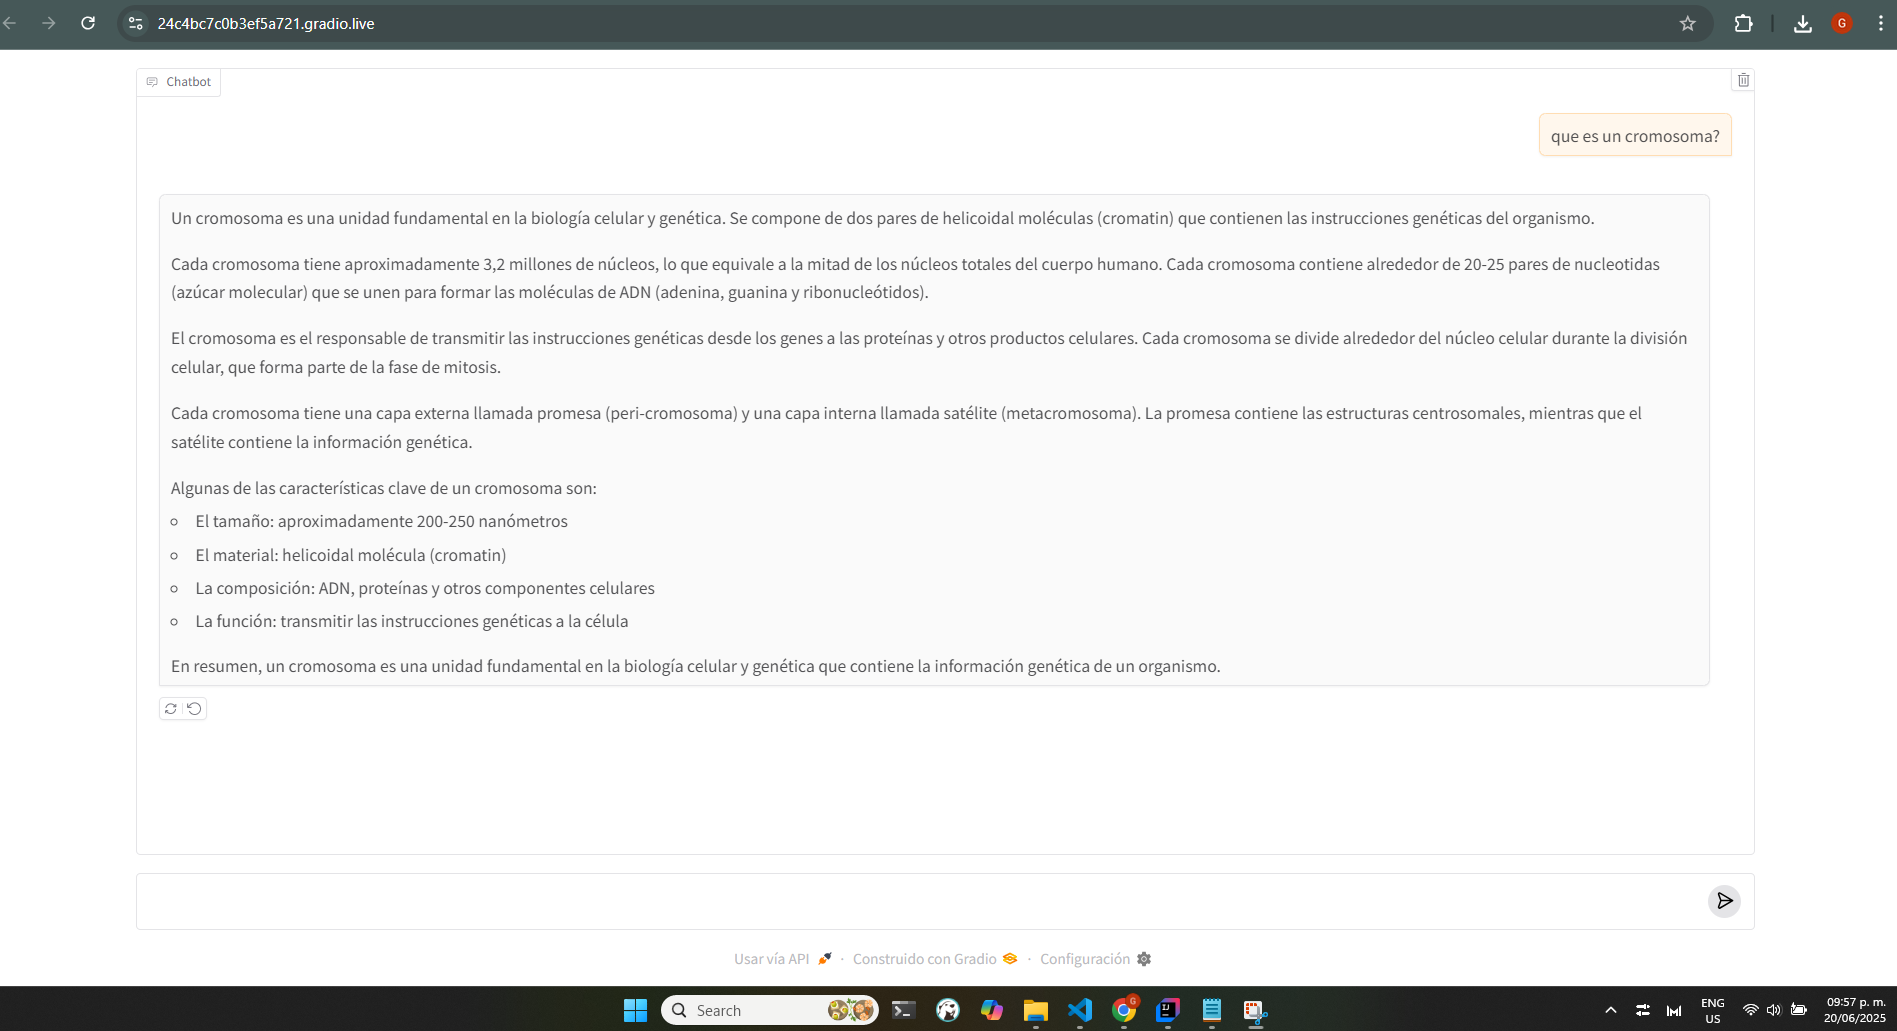 24c4bc7c0b3ef5a721.gradio.live
G
Chatbot
que es un cromosoma?
Un cromosoma es una unidad fundamental en la biología celular y genética. Se compone de dos pares de helicoidal moléculas (cromatin) que contienen las instrucciones genéticas del organismo.
Cada cromosoma tiene aproximadamente 3,2 millones de núcleos, lo que equivale a la mitad de los núcleos totales del cuerpo humano. Cada cromosoma contiene alrededor de 20-25 pares de nucleotidas
(azúcar molecular) que se unen para formar las moléculas de ADN (adenina, guanina y ribonucleótidos).
El cromosoma es el responsable de transmitir las instrucciones genéticas desde los genes a las proteínas y otros productos celulares. Cada cromosoma se divide alrededor del núcleo celular durante la división
celular, que forma parte de la fase de mitosis.
Cada cromosoma tiene una capa externa llamada promesa (peri-cromosoma) y una capa interna llamada satélite (metacromosoma). La promesa contiene las estructuras centrosomales, mientras que el
satélite contiene la información genética.
Algunas de las características clave de un cromosoma son:
El tamaño: aproximadamente 200-250 nanómetros
El material: helicoidal molécula (cromatin)
La composición: ADN, proteínas y otros componentes celulares
La función: transmitir las instrucciones genéticas a la célula
En resumen, un cromosoma es una unidad fundamental en la biología celular y genética que contiene la información genética de un organismo.
Usar vía API · Construido con Gradio · Configuración
Search
G
IJ
ENG
US
09:57 p. m.
20/06/2025